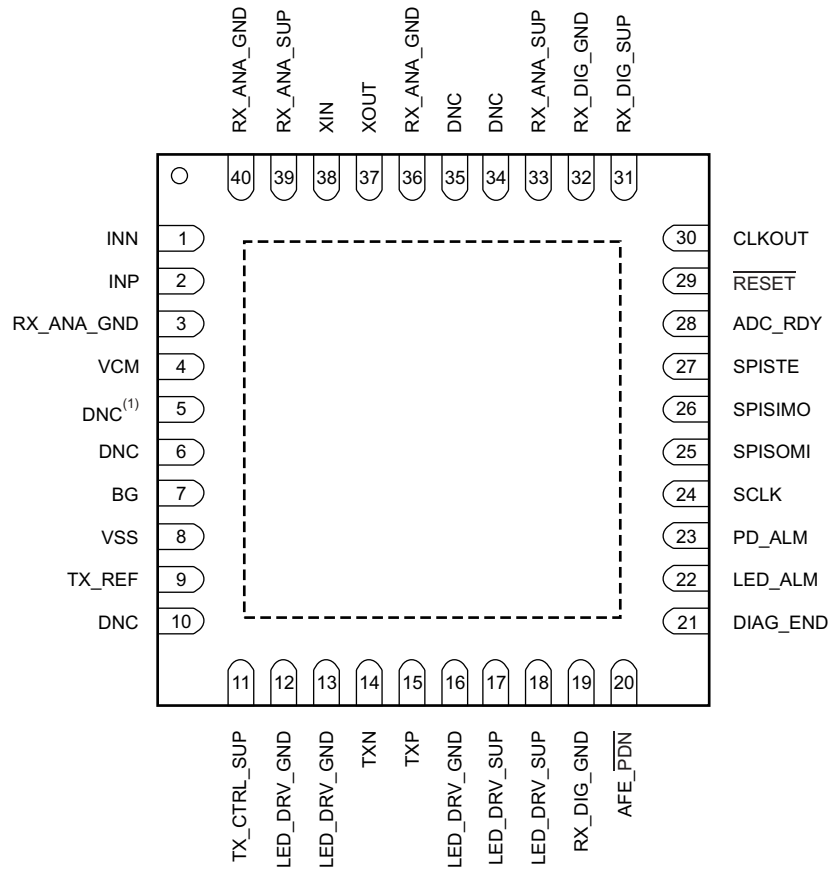 RX_ANA_GND
RX_ANA_SUP
XIN
XOUT
RX_ANA_GND
DNC
DNC
RX_ANA_SUP
RX_DIG_GND
RX_DIG_SUP
40 39 38 37 36 35 34 33 32 31
INN 1
INP 2
RX_ANA_GND 3
VCM 4
DNC(1) 5
DNC 6
BG 7
VSS 8
TX_REF 9
DNC 10
30 CLKOUT
29 RESET
28 ADC_RDY
27 SPISTE
26 SPISIMO
25 SPISOMI
24 SCLK
23 PD_ALM
22 LED_ALM
21 DIAG_END
11 12 13 14 15 16 17 18 19 20
TX_CTRL_SUP
LED_DRV_GND
LED_DRV_GND
TXN
TXP
LED_DRV_GND
LED_DRV_SUP
LED_DRV_SUP
RX_DIG_GND
AFE_PDN